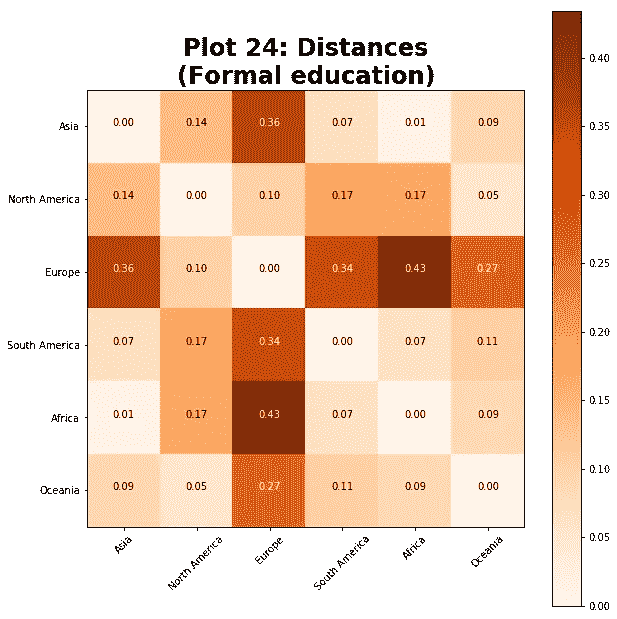 Plot 24: Distances
(Formal education)
Asia 0.00 0.14 0.36 0.07 0.01 0.09
North America 0.14 0.00 0.10 0.17 0.17 0.05
Europe 0.36 0.10 0.00 0.34 0.43 0.27
South America 0.07 0.17 0.34 0.00 0.07 0.11
Africa 0.01 0.17 0.43 0.07 0.00 0.09
Oceania 0.09 0.05 0.27 0.11 0.09 0.00
Asia North America Europe South America Africa Oceania
0.40
0.35
0.30
0.25
0.20
0.15
0.10
0.05
0.00